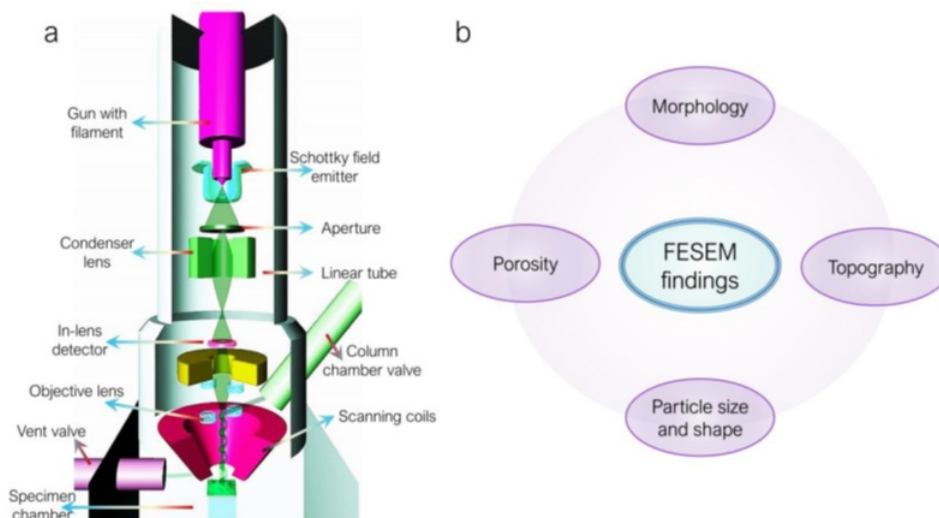 a
Gun with
filament
Schottky field
emitter
Aperture
Condenser
lens
Linear tube
In-lens
detector
Column
chamber valve
Objective lens
Scanning coils
Vent valve
Specimen
chamber
b
Morphology
Porosity
FESEM
findings
Topography
Particle size
and shape